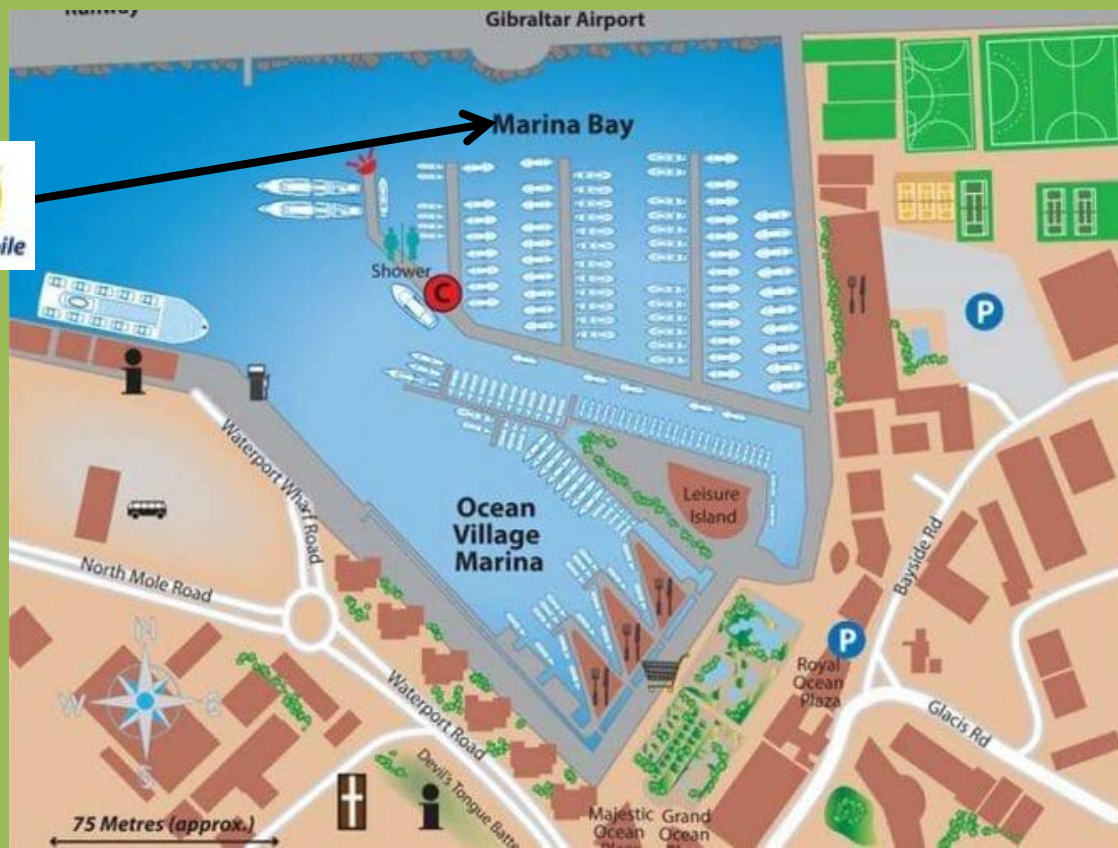 Gibraltar Airport
Marina Bay
Shower
C
P
Leisure
Island
Ocean
Village
Marina
Waterport Wharf Road
North Mole Road
Bayside Rd
P
Royal
Ocean
Plaza
N
W
E
S
Waterport Road
Glacis Rd
Devil's Tongue
75 Metres (approx.)
Majestic
Ocean
Grand
Ocean